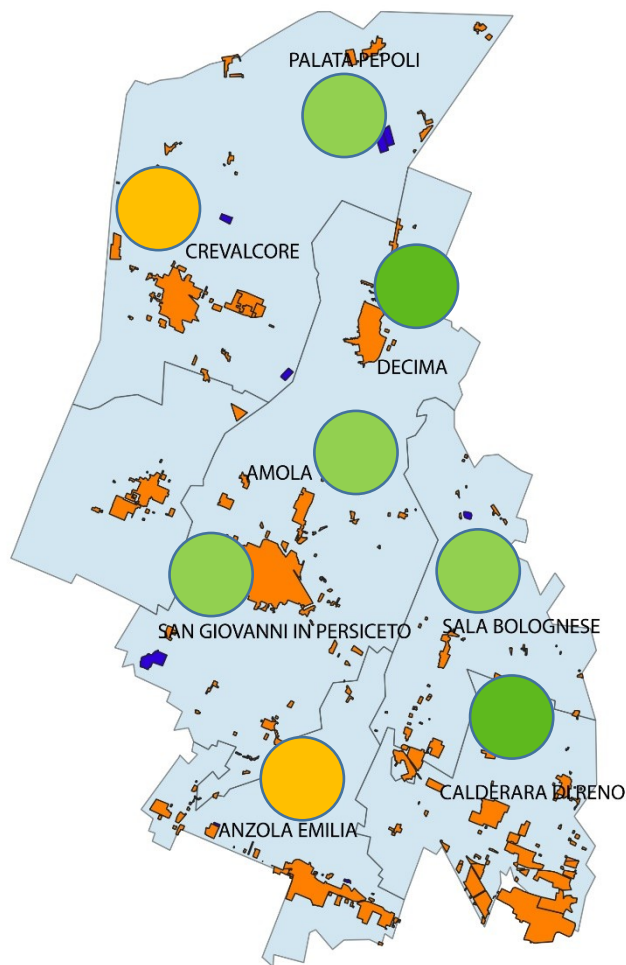 PALATA PEPOLI
CREVALCORE
DECIMA
AMOLA
SAN GIOVANNI IN PERSICETO
SALA BOLOGNESE
CALDERARA DI RENO
ANZOLA EMILIA